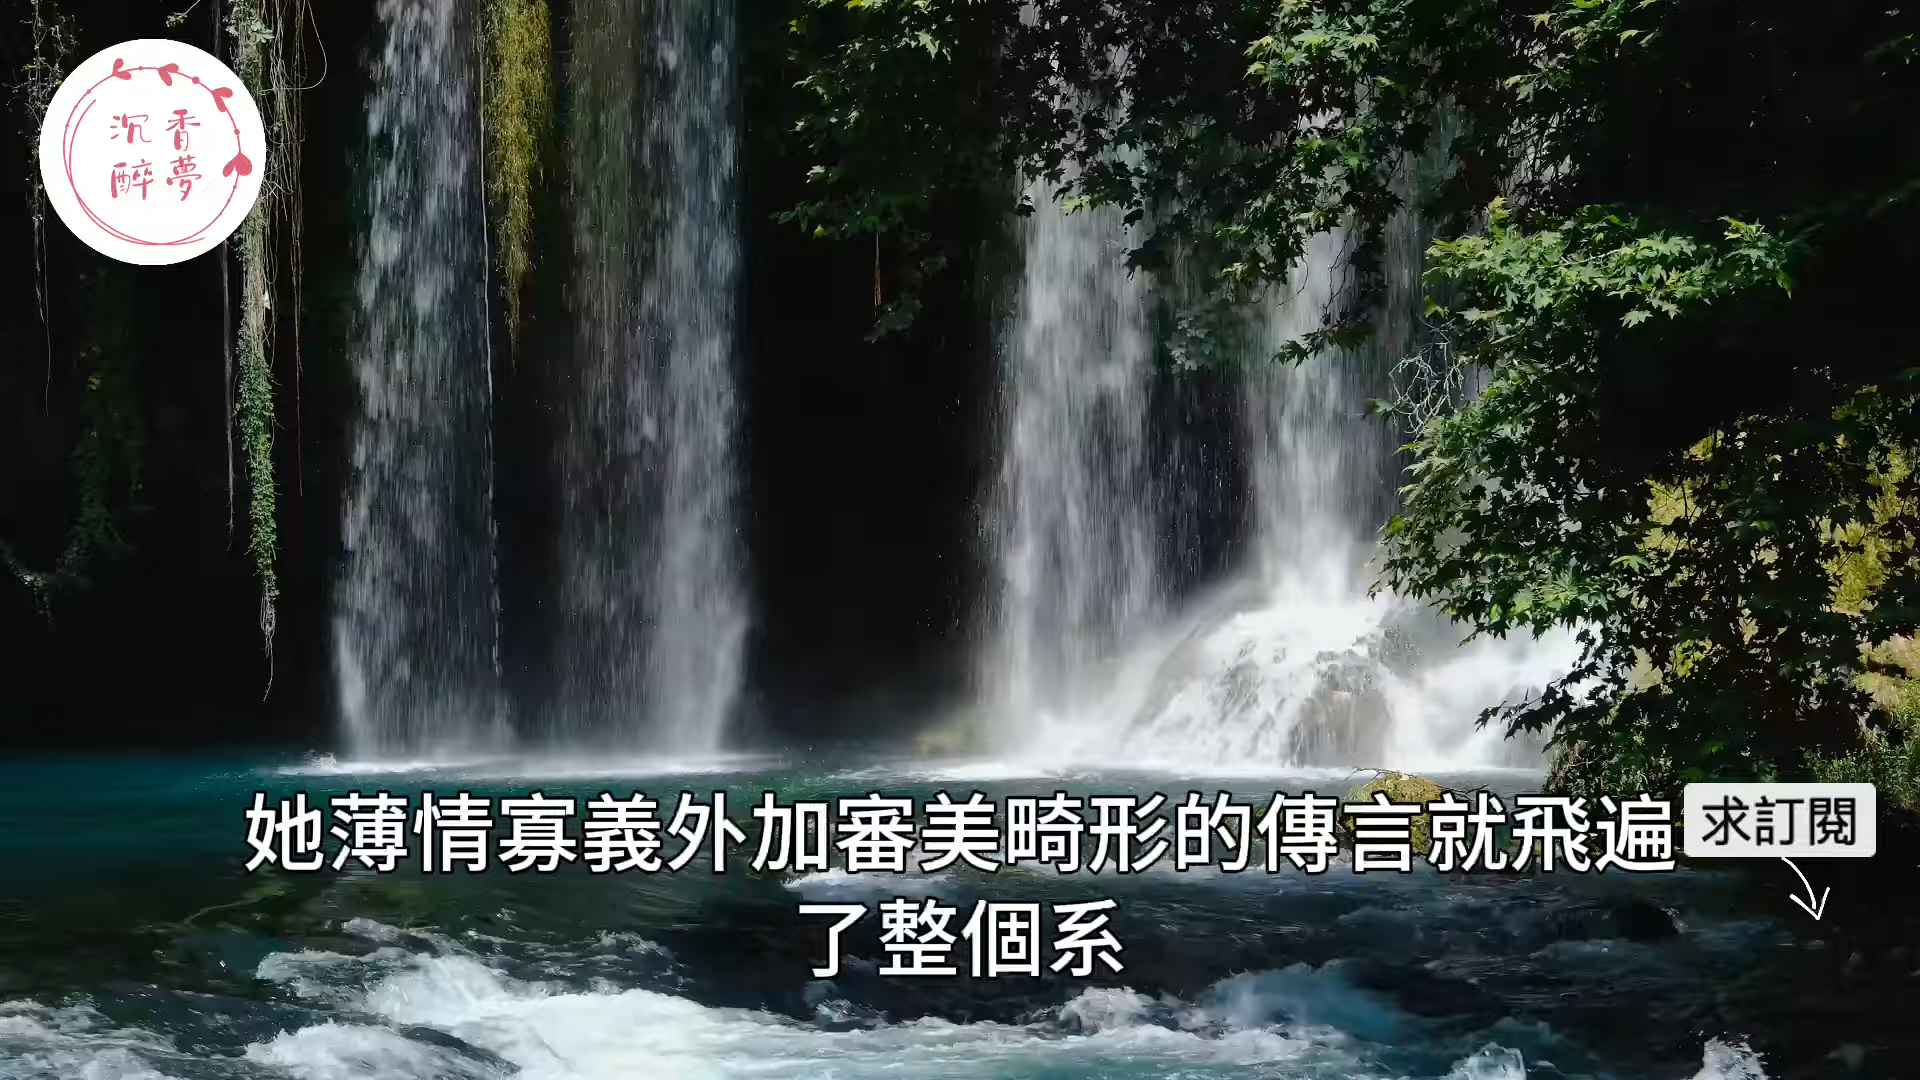 沉香
醉夢
她薄情寡義外加審美畸形的傳言就飛遍
了整個系
求訂閱